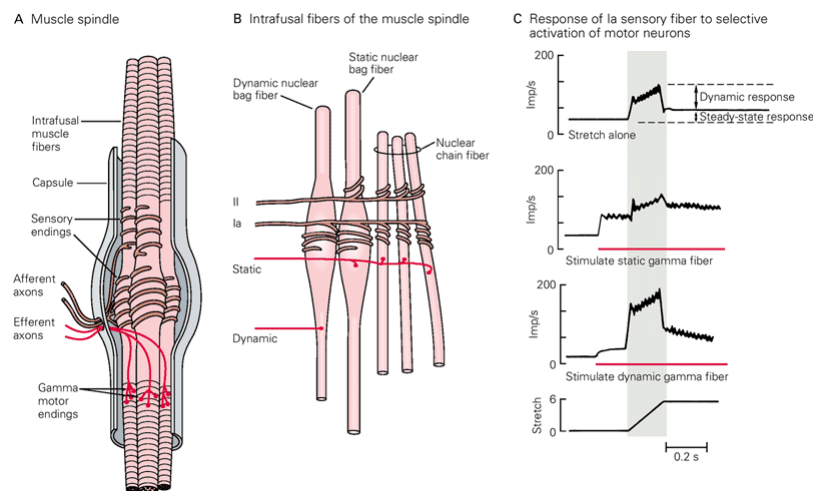 A Muscle spindle
Intrafusal
muscle
fibers
Capsule
Sensory
endings
Afferent
axons
Efferent
axons
Gamma
motor
endings
B Intrafusal fibers of the muscle spindle
Static nuclear
bag fiber
Dynamic nuclear
bag fiber
Nuclear
chain fiber
II
Ia
Static
Dynamic
C Response of Ia sensory fiber to selective
activation of motor neurons
200
Imp/s
0
Dynamic response
Steady-state response
Stretch alone
200
Imp/s
0
Stimulate static gamma fiber
200
Imp/s
0
Stimulate dynamic gamma fiber
6
Stretch
0
0.2 s